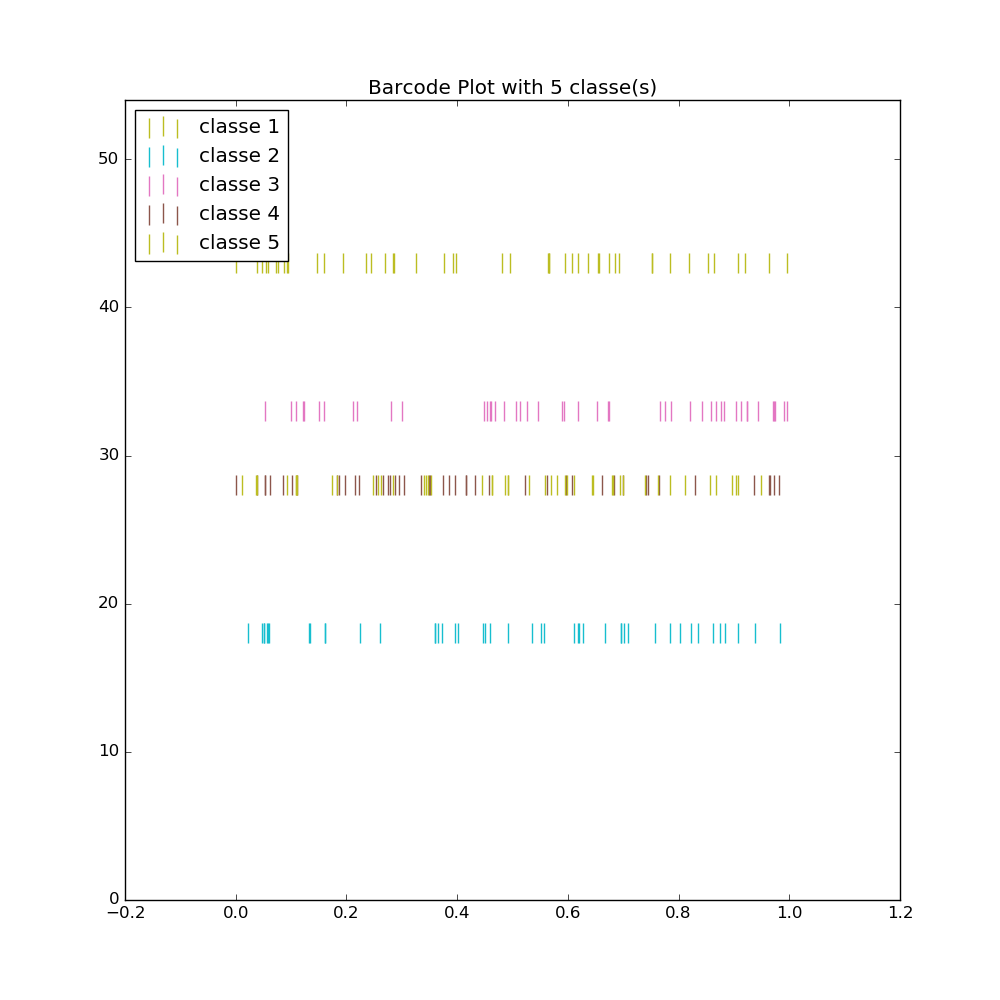 Barcode Plot with 5 classe(s)
classe 1
classe 2
classe 3
classe 4
classe 5
50
40
30
20
10
0
−0.2 0.0 0.2 0.4 0.6 0.8 1.0 1.2